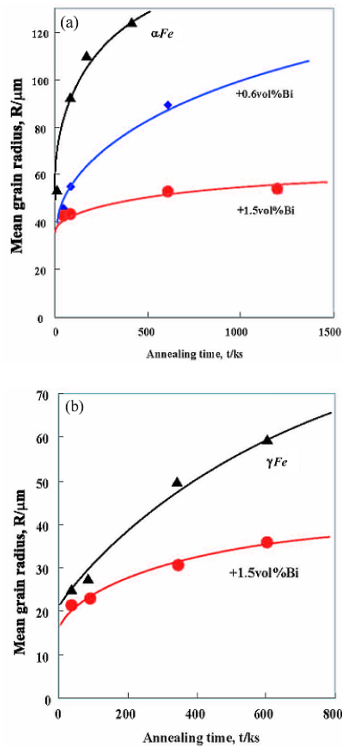 (a)
αFe
+0.6vol%Bi
+1.5vol%Bi
Mean grain radius, R/μm
120
100
80
60
40
20
0
0 500 1000 1500
Annealing time, t/ks
(b)
γFe
+1.5vol%Bi
Mean grain radius, R/μm
70
60
50
40
30
20
10
0
0 200 400 600 800
Annealing time, t/ks